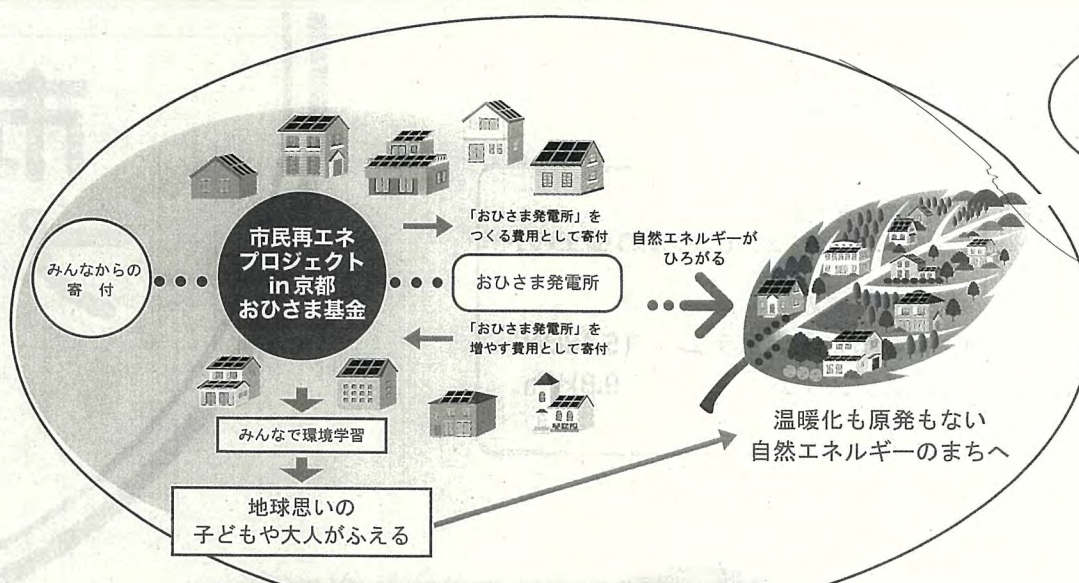 みんなからの
寄 付
市民再エネ
プロジェクト
in京都
おひさま基金
「おひさま発電所」を
つくる費用として寄付
おひさま発電所
「おひさま発電所」を
増やす費用として寄付
自然エネルギーが
ひろがる
みんなで環境学習
地球思いの
子どもや大人がふえる
温暖化も原発もない
自然エネルギーのまちへ